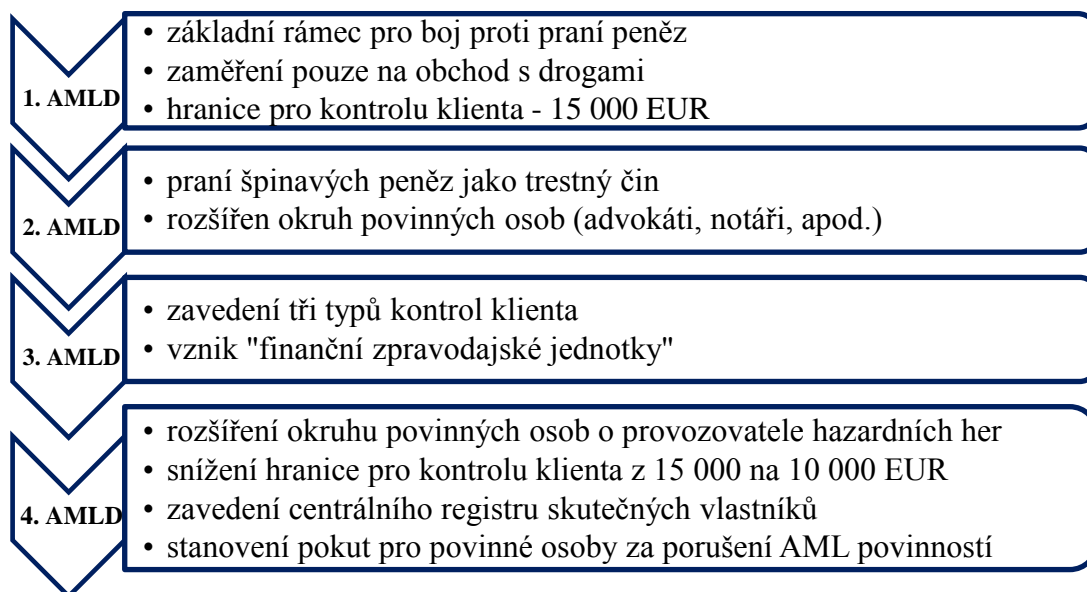 1. AMLD
• základní rámec pro boj proti praní peněz
• zaměření pouze na obchod s drogami
• hranice pro kontrolu klienta - 15 000 EUR
2. AMLD
• praní špinavých peněz jako trestný čin
• rozšířen okruh povinných osob (advokáti, notáři, apod.)
3. AMLD
• zavedení tři typů kontrol klienta
• vznik "finanční zpravodajské jednotky"
4. AMLD
• rozšíření okruhu povinných osob o provozovatele hazardních her
• snížení hranice pro kontrolu klienta z 15 000 na 10 000 EUR
• zavedení centrálního registru skutečných vlastníků
• stanovení pokut pro povinné osoby za porušení AML povinností